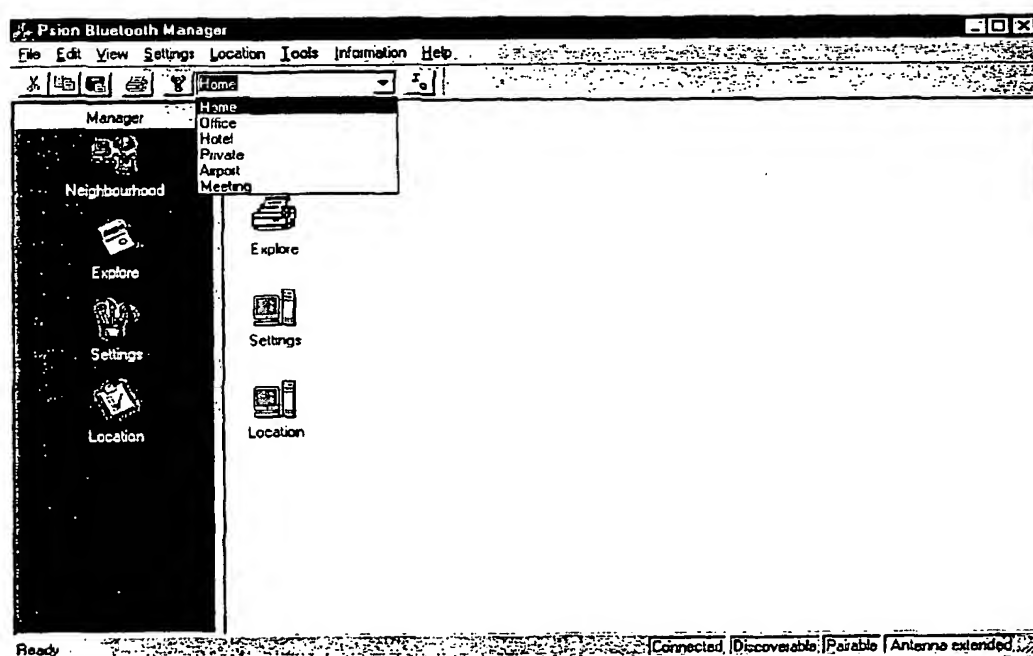 Psion Bluetooth Manager
File Edit View Settings Location Tools Information Help
Home
Home
Office
Hotel
Private
Airport
Meeting
Manager
Neighbourhood
Explore
Settings
Location
Explore
Settings
Location
Ready
Connected Discoverable Pairable Antenna extended